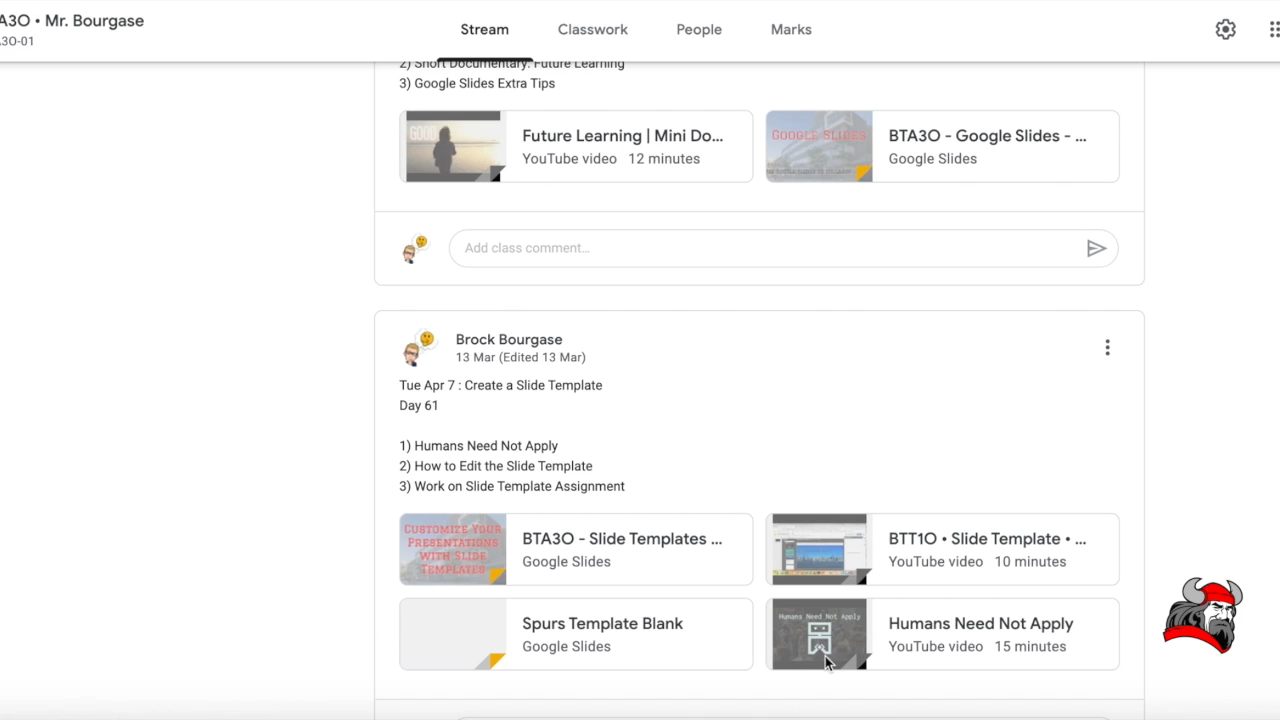 A3O • Mr. Bourgase
3O-01
Stream
Classwork
People
Marks
2) Short Documentary: Future Learning
3) Google Slides Extra Tips
GOOD
Future Learning | Mini Do...
YouTube video 12 minutes
GOOGLE SLIDES
BTA3O - Google Slides - ...
Google Slides
Add class comment...
Brock Bourgase
13 Mar (Edited 13 Mar)
Tue Apr 7 : Create a Slide Template
Day 61
1) Humans Need Not Apply
2) How to Edit the Slide Template
3) Work on Slide Template Assignment
CUSTOMIZE YOUR
PRESENTATIONS
WITH SLIDE
TEMPLATES
BTA3O - Slide Templates ...
Google Slides
BTT1O • Slide Template • ...
YouTube video 10 minutes
Spurs Template Blank
Google Slides
Humans Need Not Apply
Humans Need Not Apply
YouTube video 15 minutes